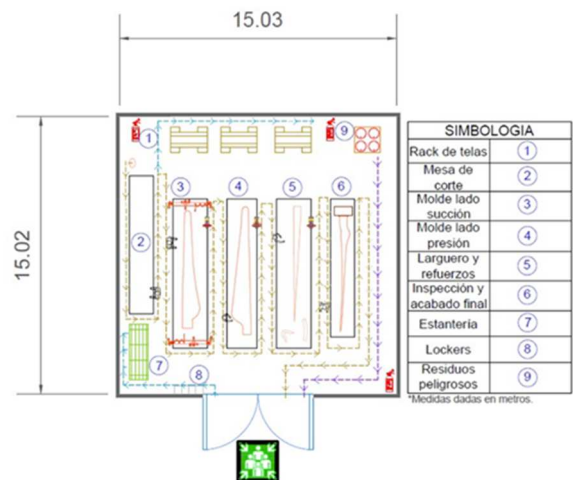 15.03
15.02
1
9
3
4
5
6
2
7
8
SIMBOLOGIA
Rack de telas 1
Mesa de
corte 2
Molde lado
succión 3
Molde lado
presión 4
Larguero y
refuerzos 5
Inspección y
acabado final 6
Estantería 7
Lockers 8
Residuos
peligrosos 9
*Medidas dadas en metros.